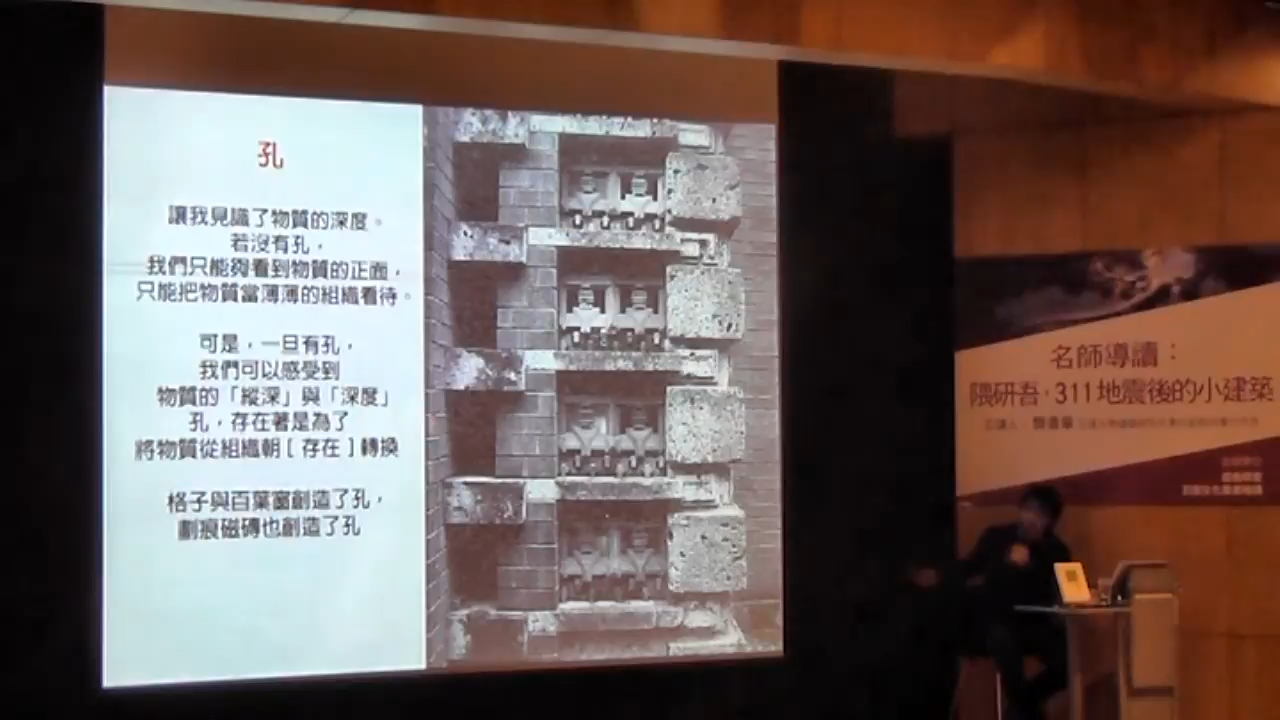 孔
讓我見識了物質的深度。
若沒有孔，
我們只能夠看到物質的正面，
只能把物質當薄薄的組織看待。
可是，一旦有孔，
我們可以感受到
物質的「縱深」與「深度」
孔，存在著是為了
將物質從組織朝[存在]轉換
格子與百葉窗創造了孔，
劃痕磁磚也創造了孔
名師導讀：
隈研吾．311地震後的小建築